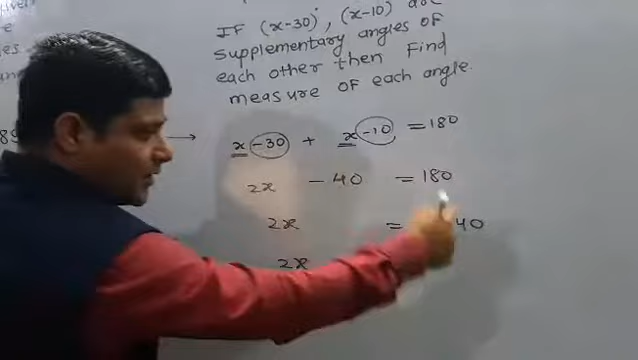 IF (x-30)°, (x-10) are
supplementary angles of
each other then Find
measure of each angle.
x -30 + x -10 = 180
2x - 40 = 180
2x = 40
2x